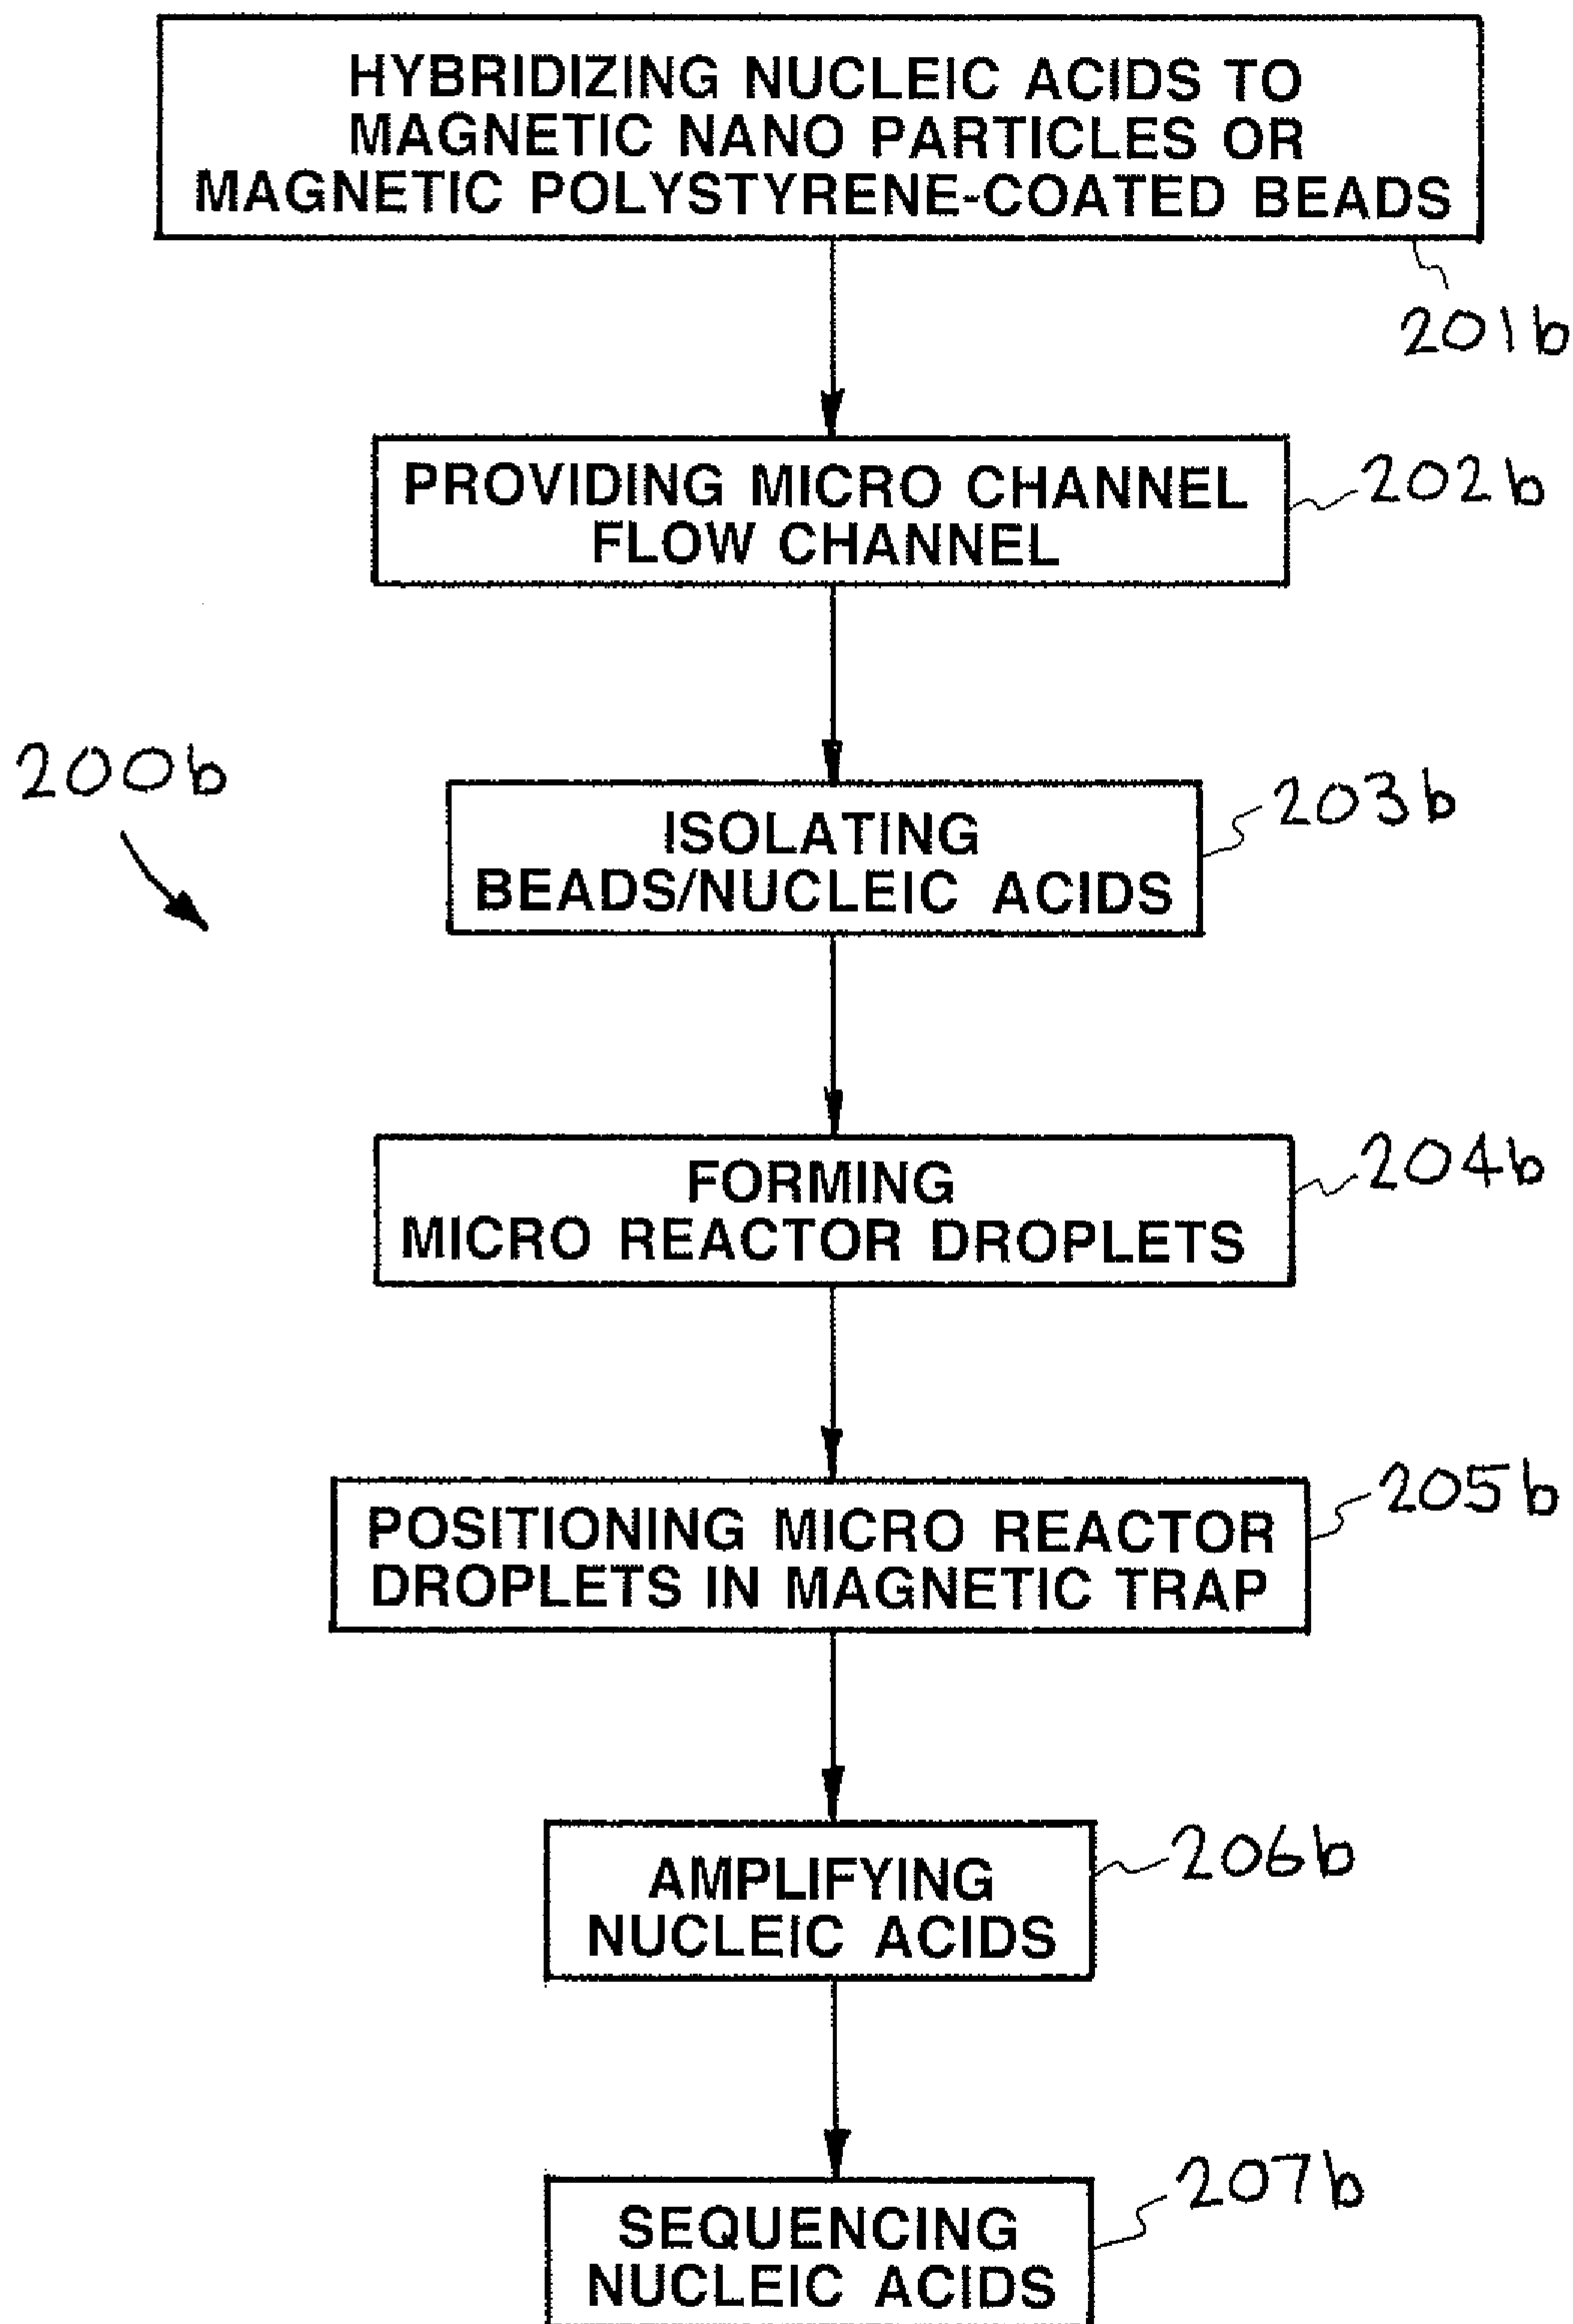 HYBRIDIZING NUCLEIC ACIDS TO
MAGNETIC NANO PARTICLES OR
MAGNETIC POLYSTYRENE-COATED BEADS
201b
PROVIDING MICRO CHANNEL
FLOW CHANNEL
202b
200b
ISOLATING
BEADS/NUCLEIC ACIDS
203b
FORMING
MICRO REACTOR DROPLETS
204b
POSITIONING MICRO REACTOR
DROPLETS IN MAGNETIC TRAP
205b
AMPLIFYING
NUCLEIC ACIDS
206b
SEQUENCING
NUCLEIC ACIDS
207b